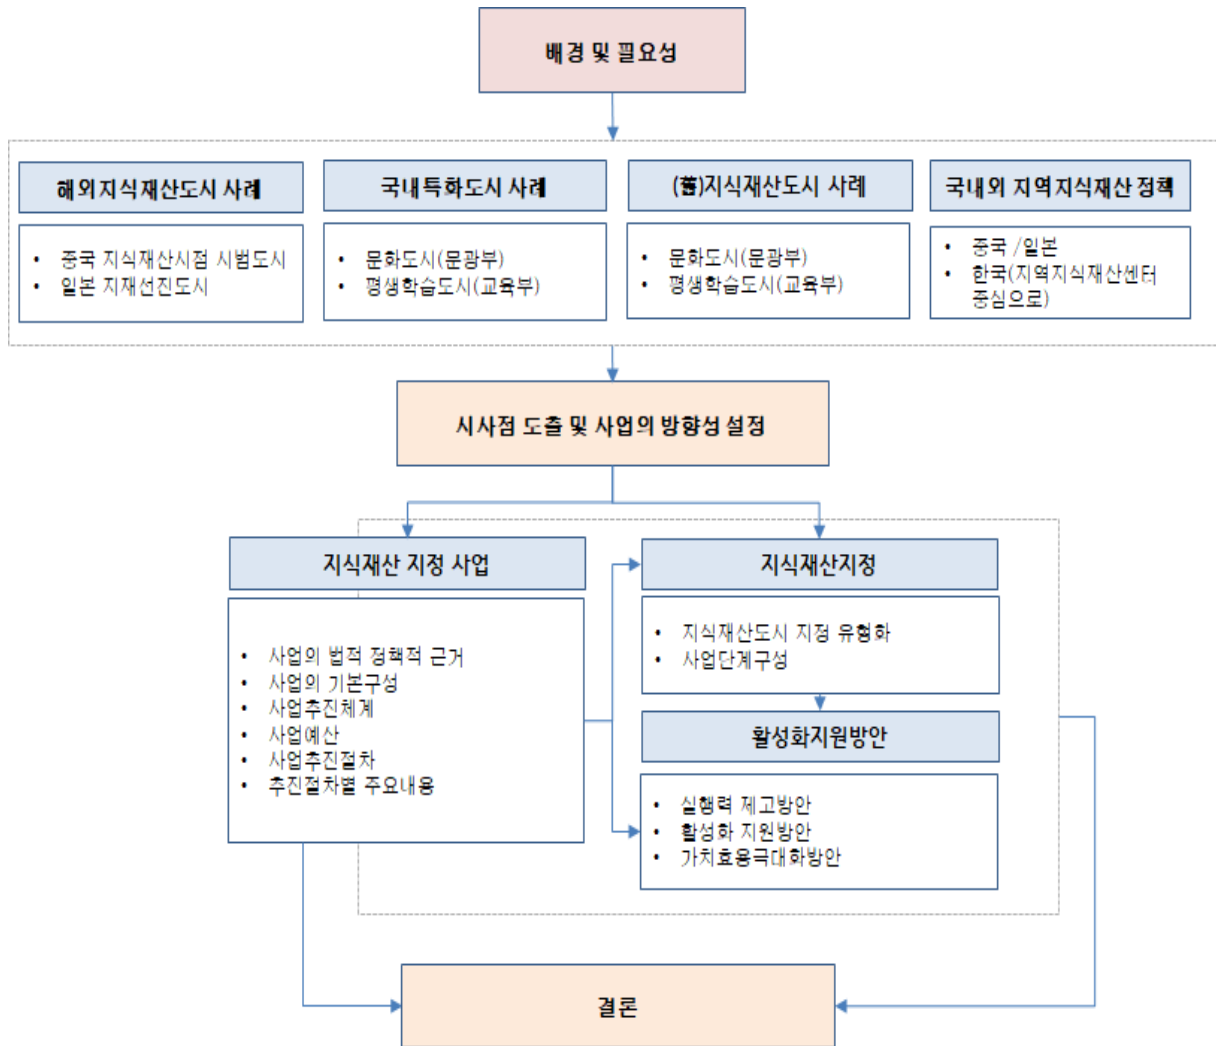 배경 및 필요성
해외지식재산도시 사례
• 중국 지식재산시점 시범도시
• 일본 지재선진도시
국내특화도시 사례
• 문화도시(문광부)
• 평생학습도시(교육부)
(舊)지식재산도시 사례
• 문화도시(문광부)
• 평생학습도시(교육부)
국내외 지역지식재산 정책
• 중국 /일본
• 한국(지역지식재산센터
중심으로)
시사점 도출 및 사업의 방향성 설정
지식재산 지정 사업
• 사업의 법적 정책적 근거
• 사업의 기본구성
• 사업추진체계
• 사업예산
• 사업추진절차
• 추진절차별 주요내용
지식재산지정
• 지식재산도시 지정 유형화
• 사업단계구성
활성화지원방안
• 실행력 제고방안
• 활성화 지원방안
• 가치효용극대화방안
결론